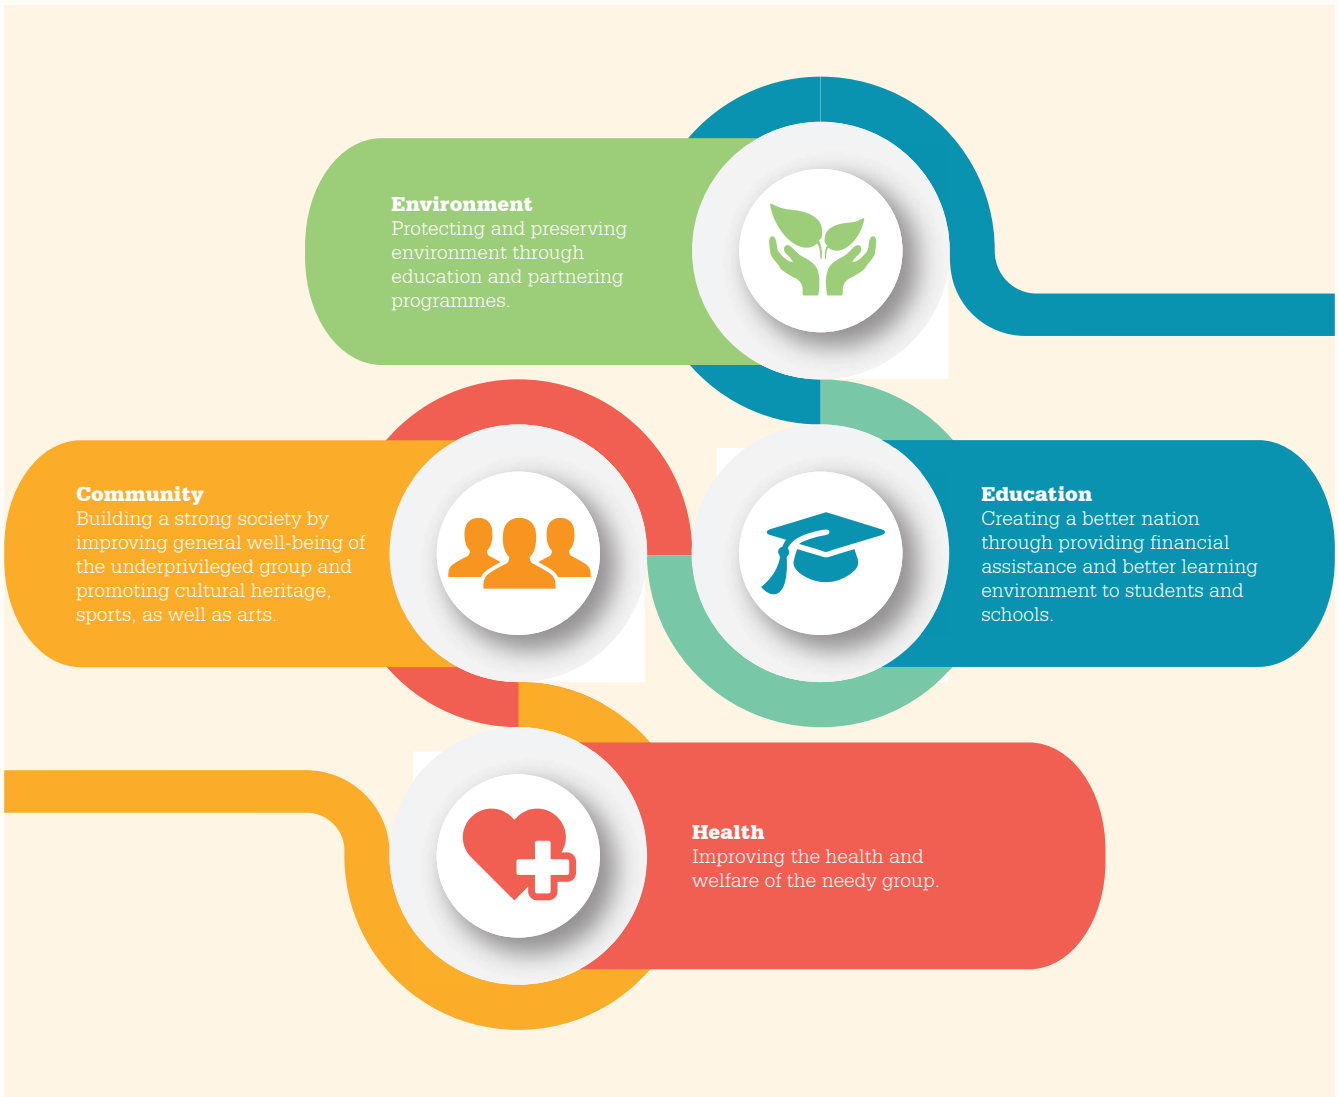 Environment
Protecting and preserving
environment through
education and partnering
programmes.
Community
Building a strong society by
improving general well-being of
the underprivileged group and
promoting cultural heritage,
sports, as well as arts.
Education
Creating a better nation
through providing financial
assistance and better learning
environment to students and
schools.
Health
Improving the health and
welfare of the needy group.